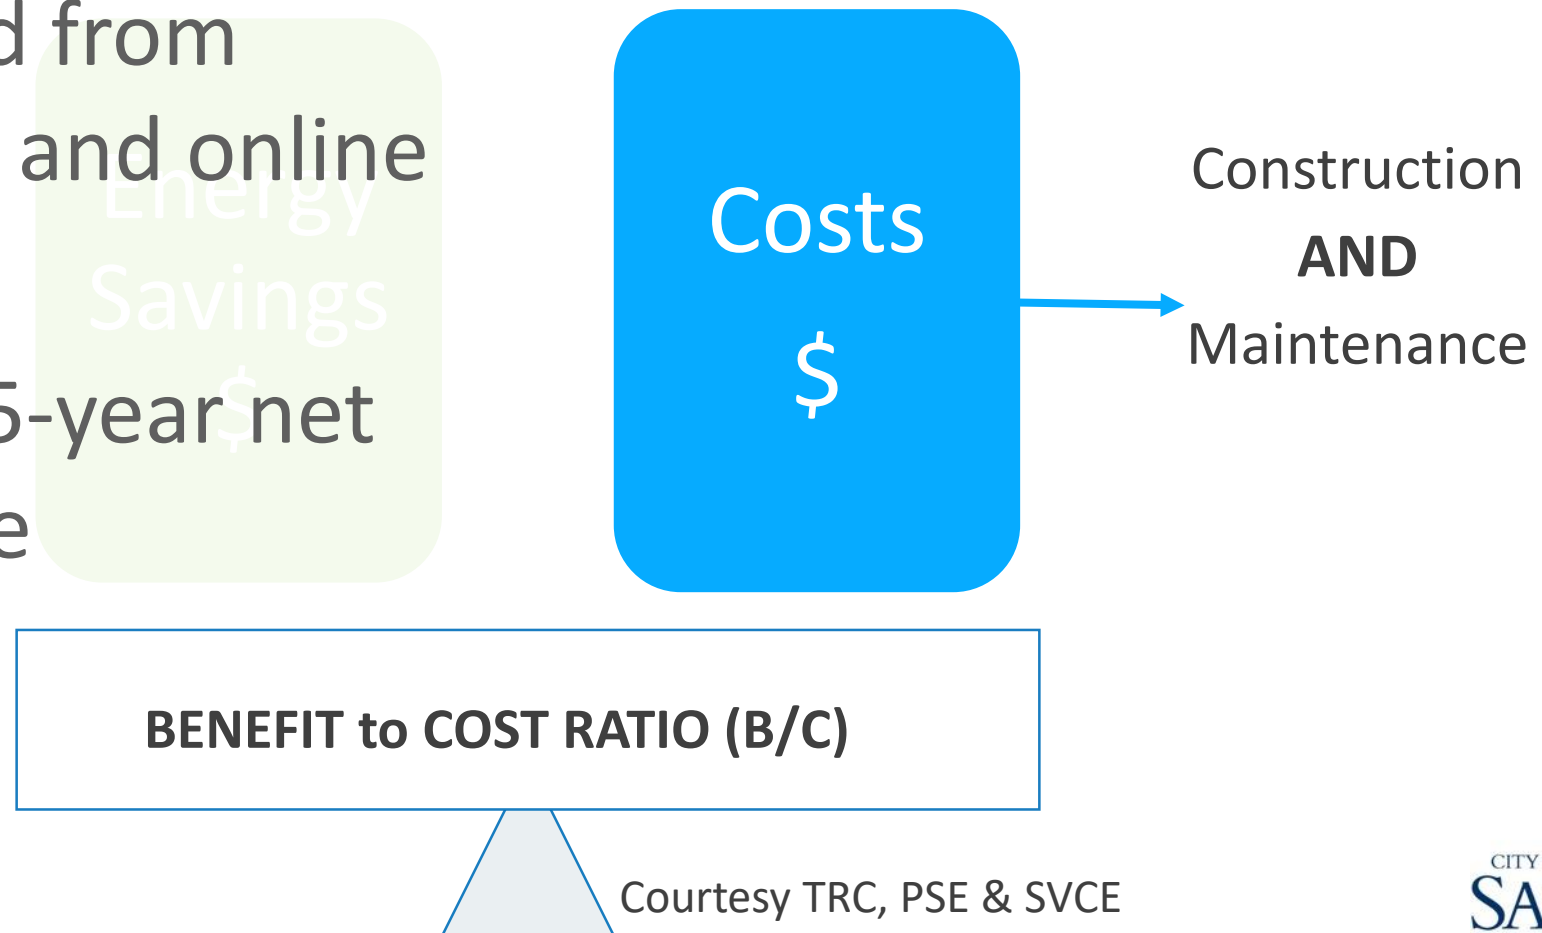 d from
and online
5-year net
e
Energy
Savings
$
Costs
$
Construction
AND
Maintenance
BENEFIT to COST RATIO (B/C)
Courtesy TRC, PSE & SVCE
CITY
SA